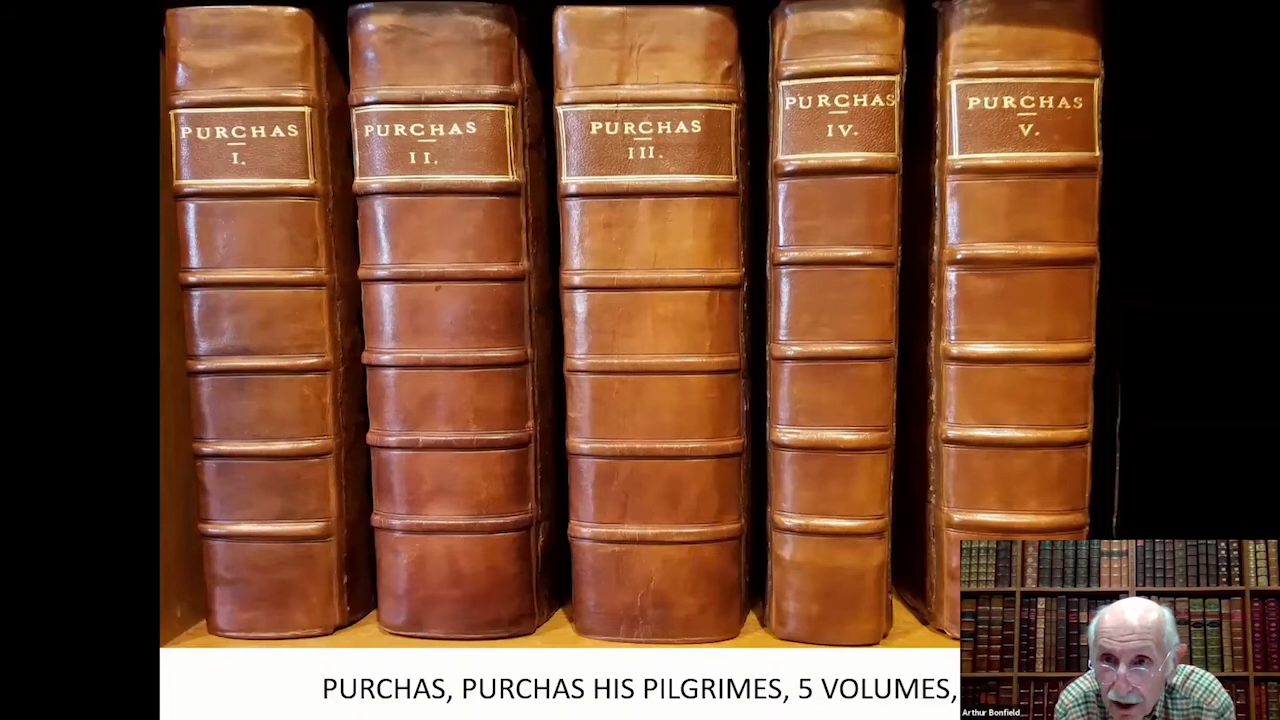 PURCHAS
I.
PURCHAS
II.
PURCHAS
III.
PURCHAS
IV.
PURCHAS
V.
PURCHAS, PURCHAS HIS PILGRIMES, 5 VOLUMES,
Arthur Bonfield